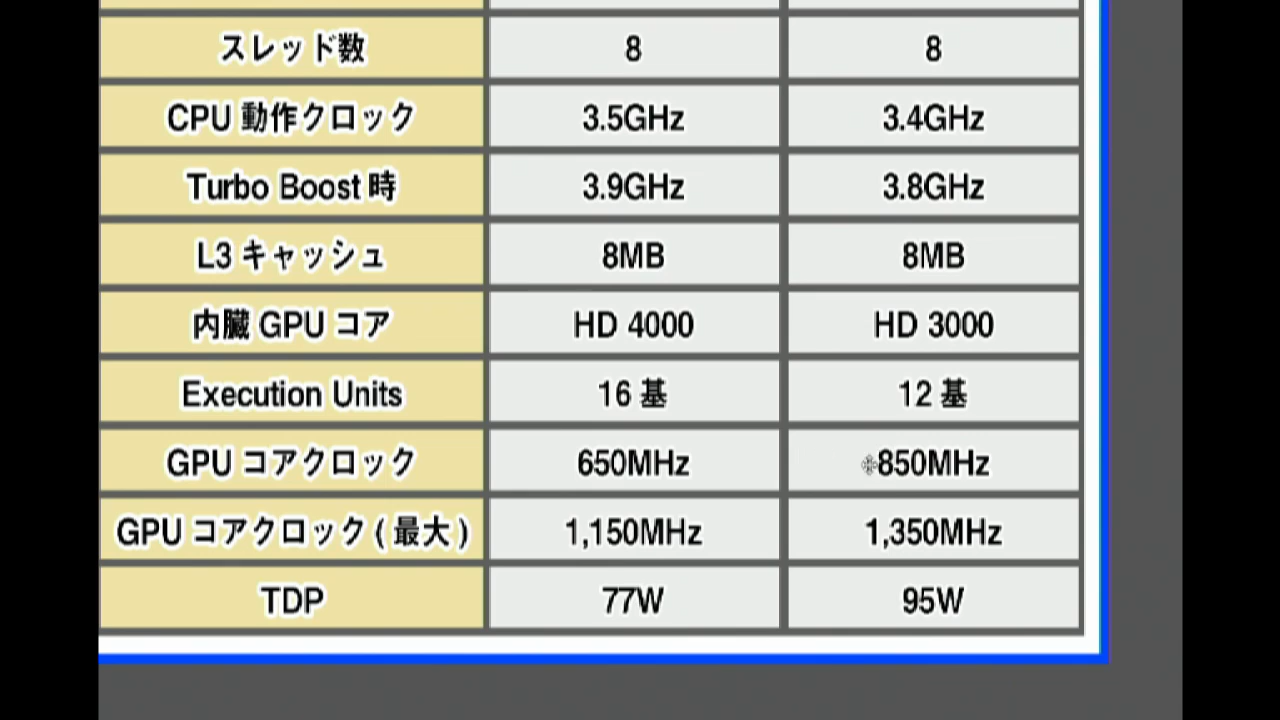 スレッド数 8 8
CPU 動作クロック 3.5GHz 3.4GHz
Turbo Boost 時 3.9GHz 3.8GHz
L3 キャッシュ 8MB 8MB
内臓 GPU コア HD 4000 HD 3000
Execution Units 16 基 12 基
GPU コアクロック 650MHz 850MHz
GPU コアクロック ( 最大 ) 1,150MHz 1,350MHz
TDP 77W 95W